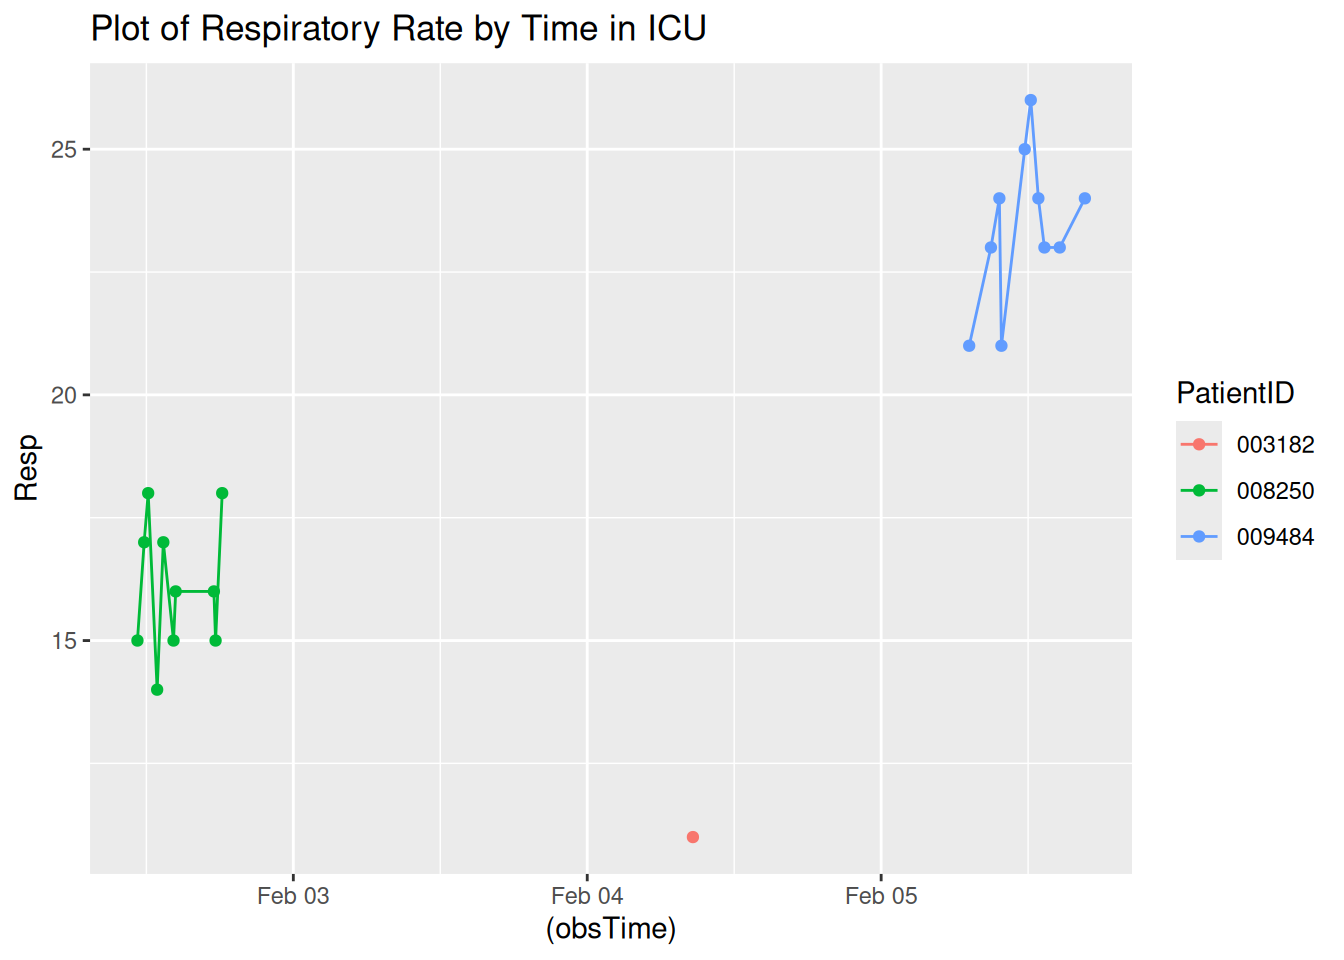 Plot of Respiratory Rate by Time in ICU
Resp
25
20
15
Feb 03
Feb 04
Feb 05
(obsTime)
PatientID
003182
008250
009484